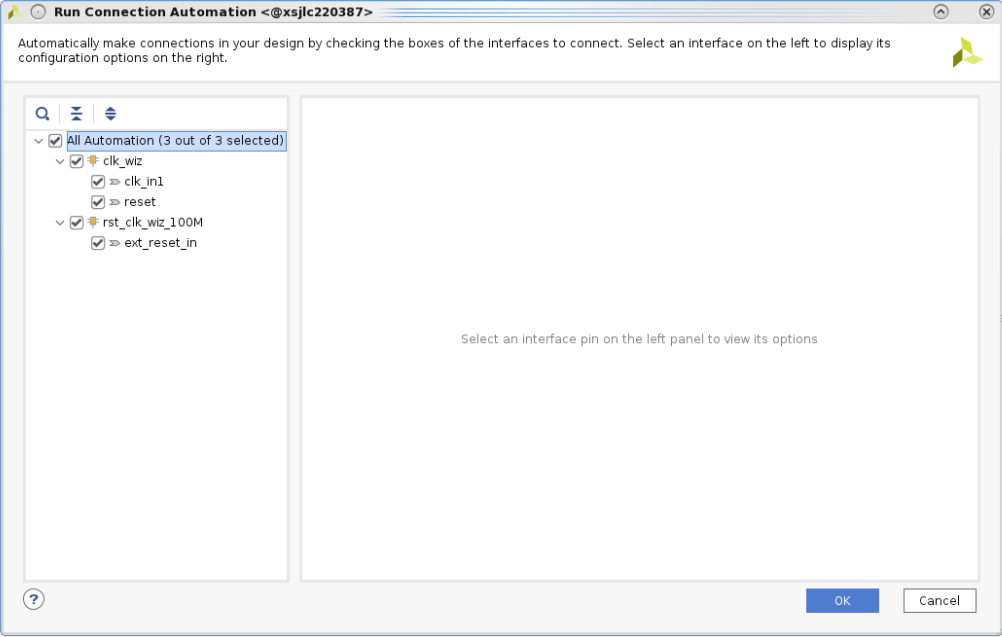 Run Connection Automation <@xsjlc220387>
Automatically make connections in your design by checking the boxes of the interfaces to connect. Select an interface on the left to display its
configuration options on the right.
All Automation (3 out of 3 selected)
clk_wiz
clk_in1
reset
rst_clk_wiz_100M
ext_reset_in
Select an interface pin on the left panel to view its options
?
OK
Cancel